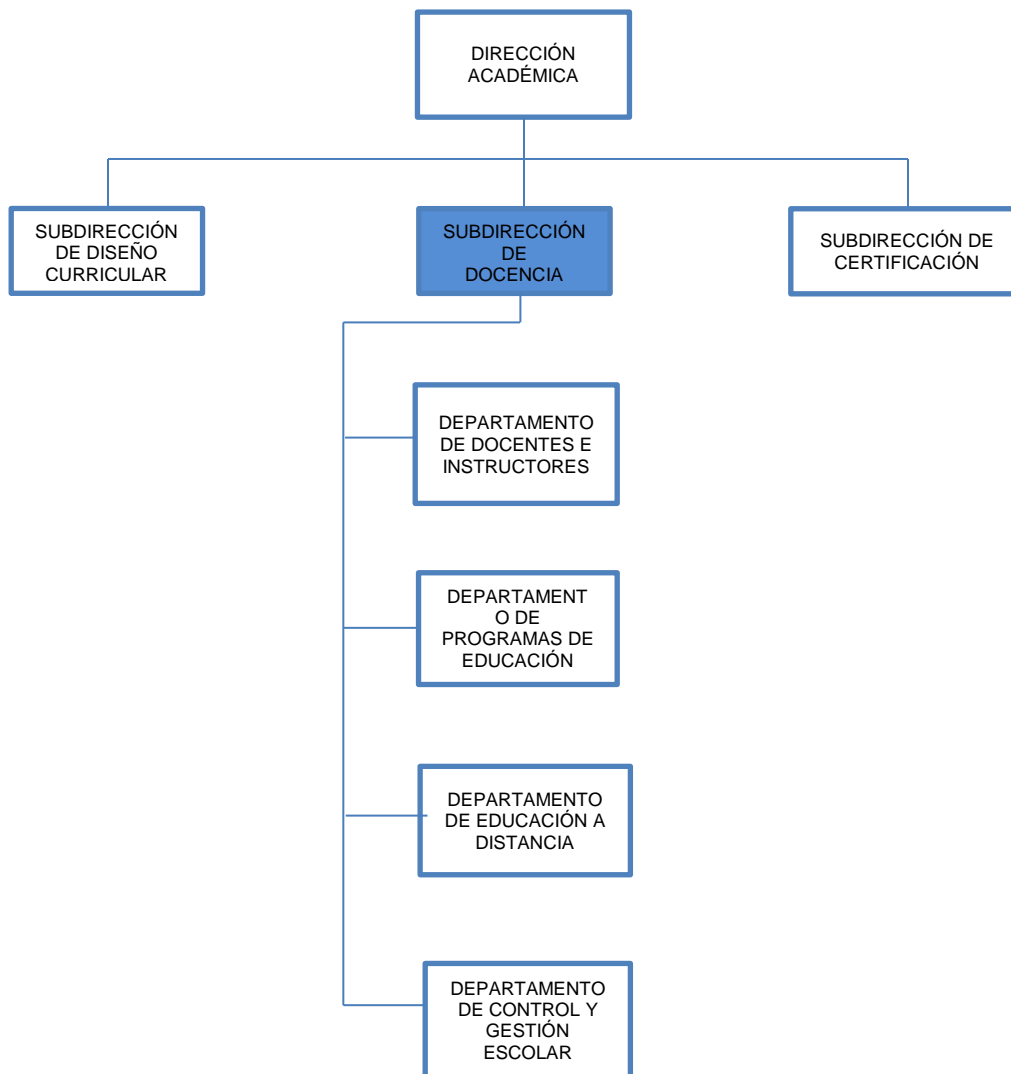 DIRECCIÓN
ACADÉMICA
SUBDIRECCIÓN
DE DISEÑO
CURRICULAR
SUBDIRECCIÓN
DE
DOCENCIA
SUBDIRECCIÓN DE
CERTIFICACIÓN
DEPARTAMENTO
DE DOCENTES E
INSTRUCTORES
DEPARTAMENT
O DE
PROGRAMAS DE
EDUCACIÓN
DEPARTAMENTO
DE EDUCACIÓN A
DISTANCIA
DEPARTAMENTO
DE CONTROL Y
GESTIÓN
ESCOLAR